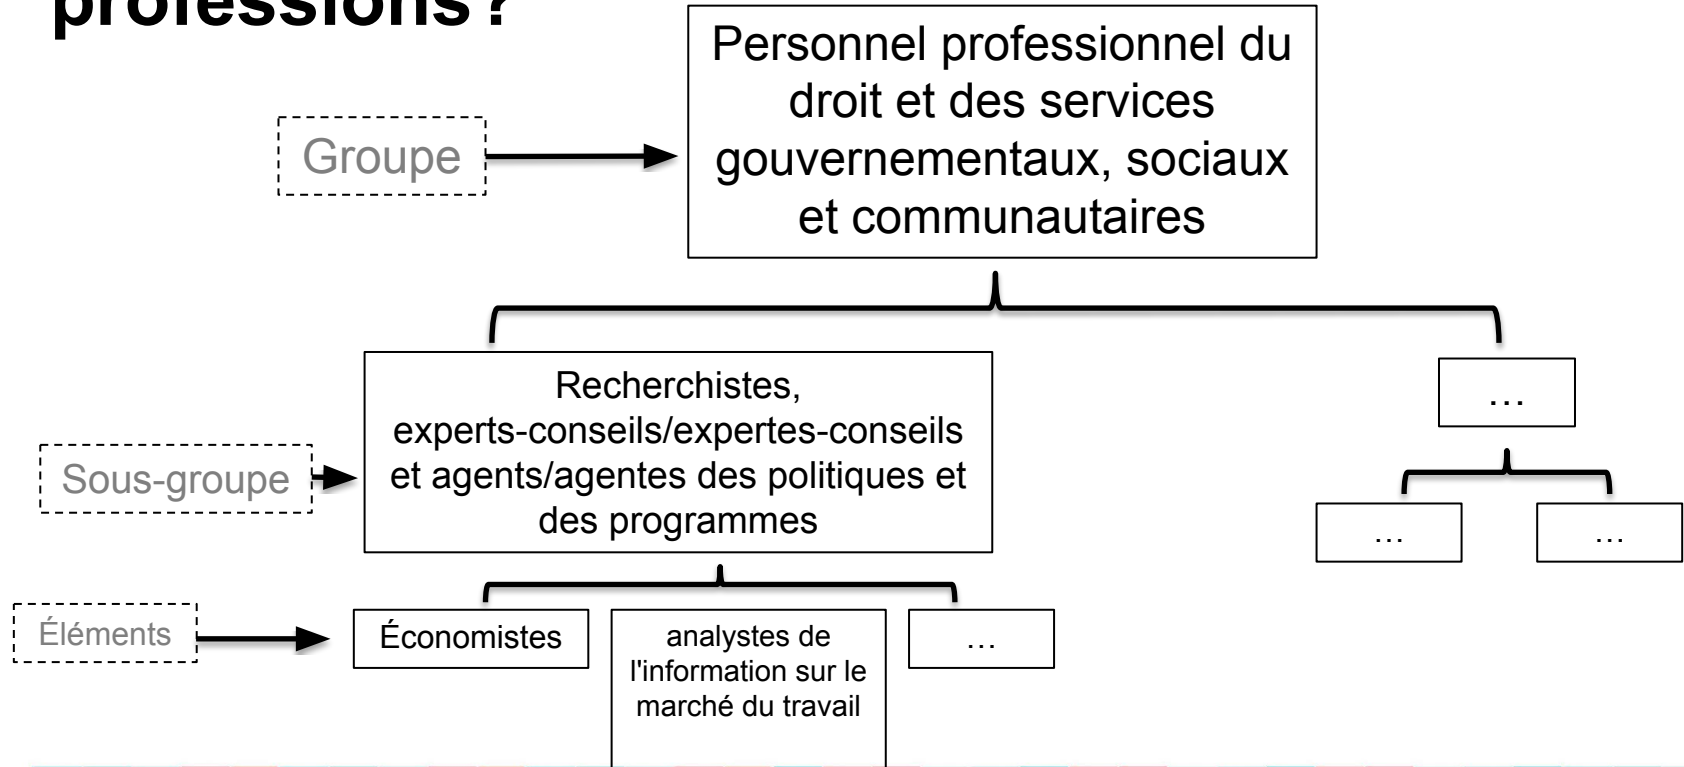 professions?
Personnel professionnel du
droit et des services
gouvernementaux, sociaux
et communautaires
Groupe
Recherchistes,
experts-conseils/expertes-conseils
et agents/agentes des politiques et
des programmes
...
Sous-groupe
...
...
Éléments
Économistes
analystes de
l'information sur le
marché du travail
...